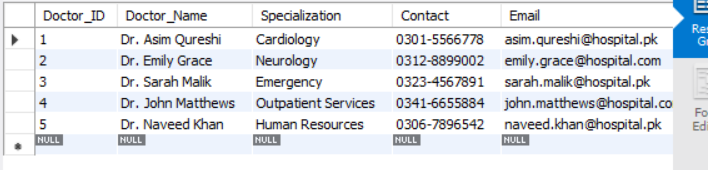 Doctor_ID Doctor_Name Specialization Contact Email
1 Dr. Asim Qureshi Cardiology 0301-5566778 asim.qureshi@hospital.pk
2 Dr. Emily Grace Neurology 0312-8899002 emily.grace@hospital.com
3 Dr. Sarah Malik Emergency 0323-4567891 sarah.malik@hospital.pk
4 Dr. John Matthews Outpatient Services 0341-6655884 john.matthews@hospital.co
5 Dr. Naveed Khan Human Resources 0306-7896542 naveed.khan@hospital.pk
NULL NULL NULL NULL NULL
Res
Fo
Edi